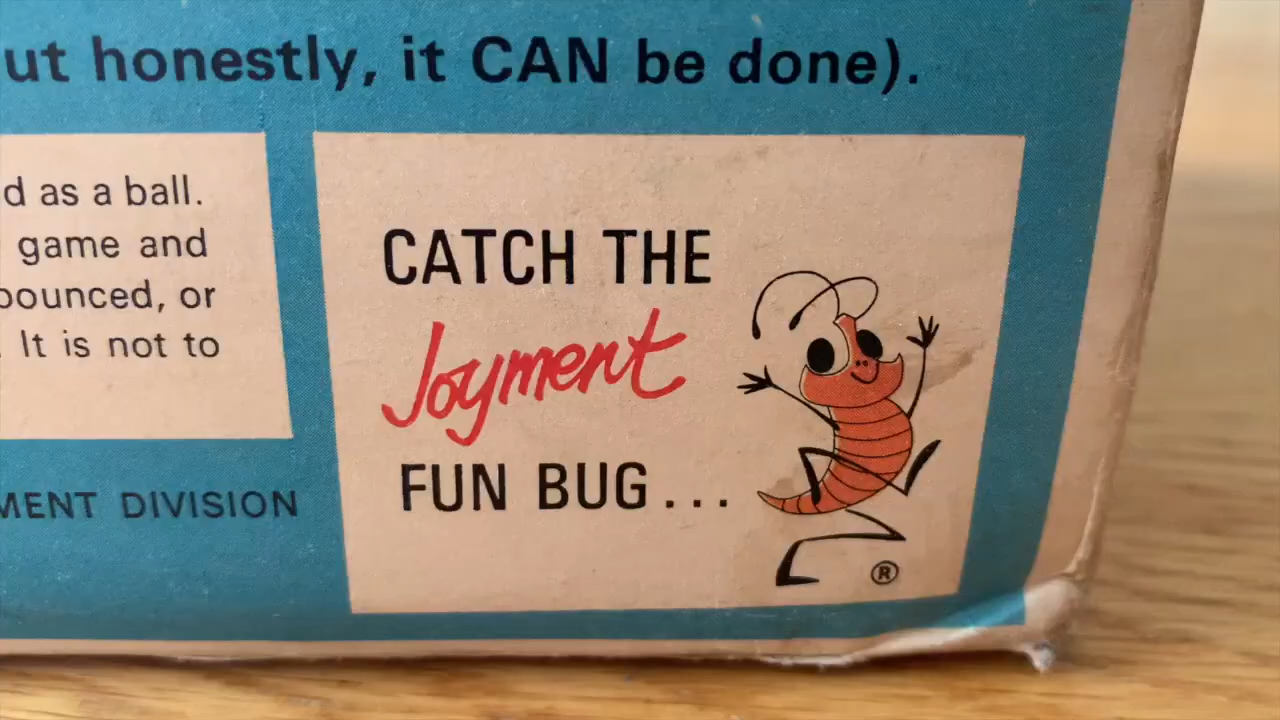 ut honestly, it CAN be done).
d as a ball.
game and
bounced, or
. It is not to
MENT DIVISION
CATCH THE
Joyment
FUN BUG...
®